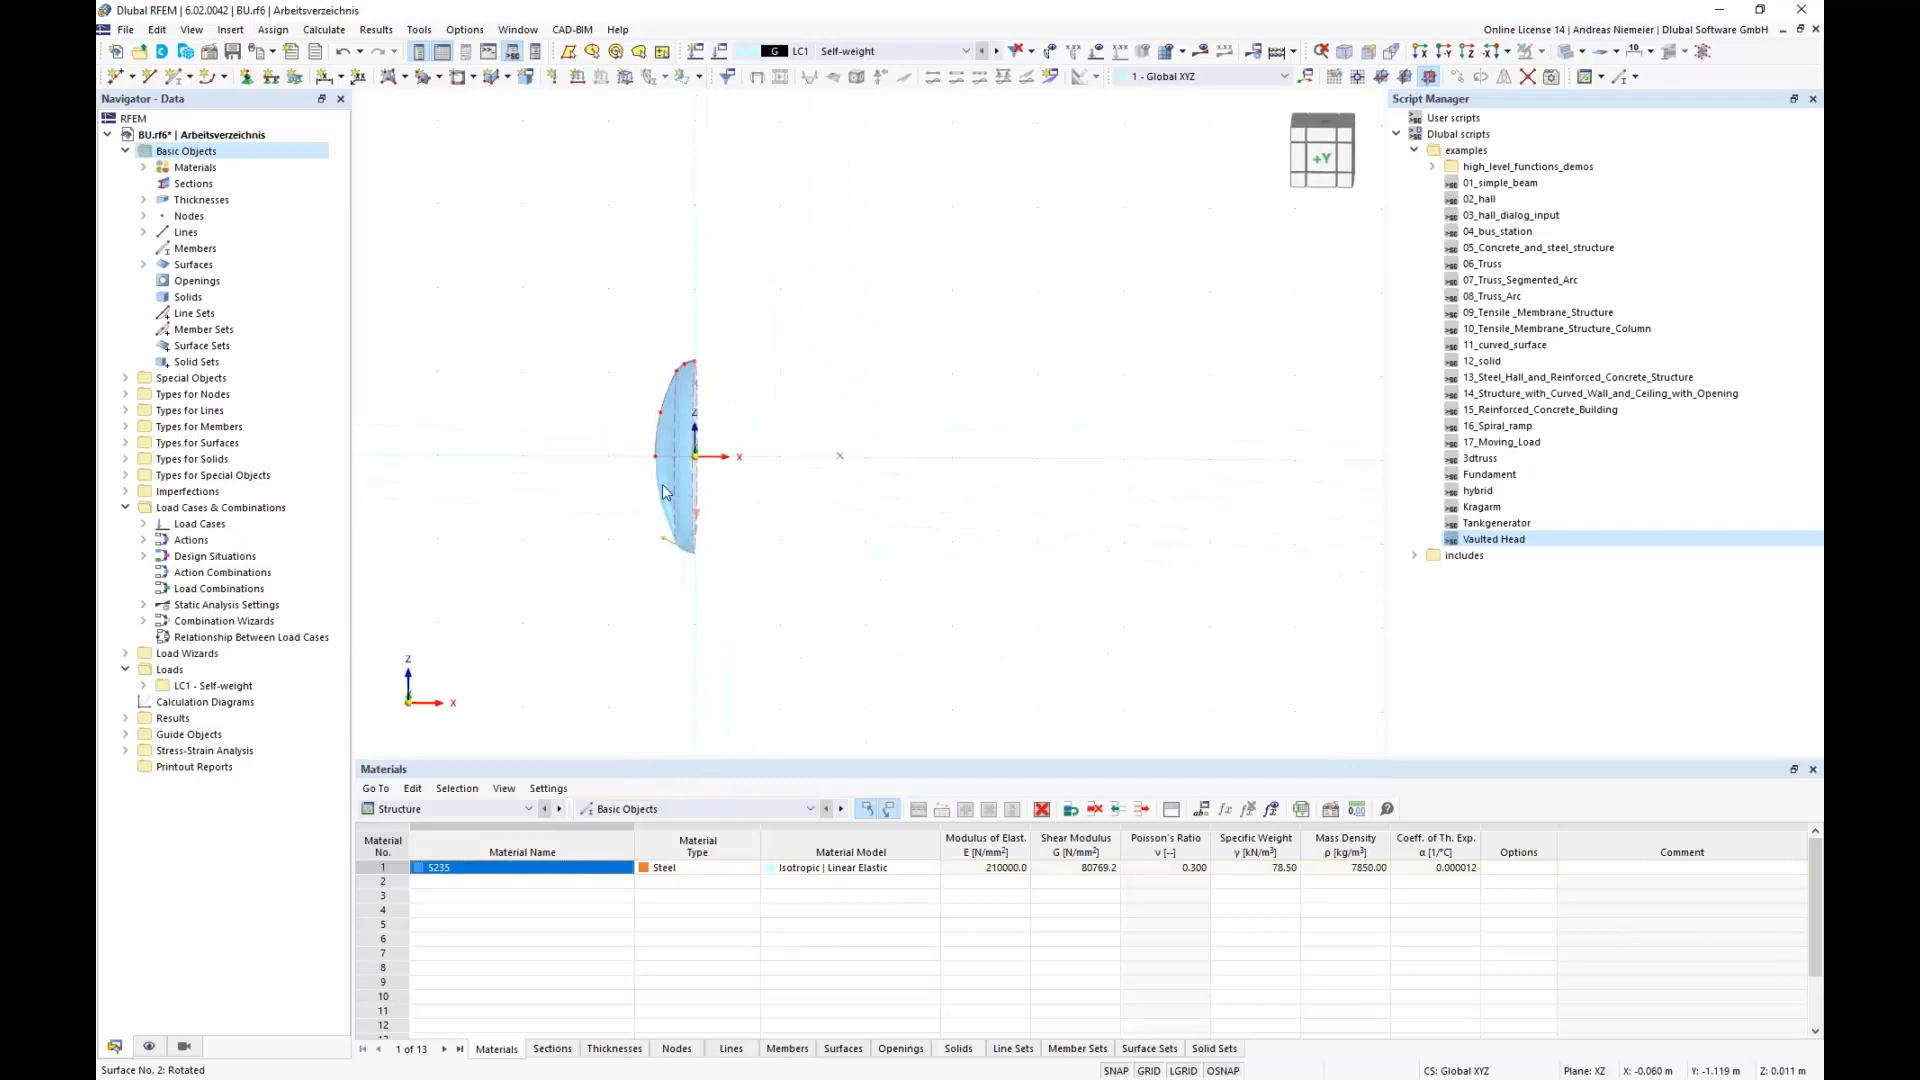 Dlubal RFEM | 6.02.0042 | BU.rf6 | Arbeitsverzeichnis
File Edit View Insert Assign Calculate Results Tools Options Window CAD-BIM Help
Online License 14 | Andreas Niemeier | Dlubal Software GmbH
G LC1 Self-weight
1 - Global XYZ
Navigator - Data
RFEM
BU.rf6* | Arbeitsverzeichnis
Basic Objects
Materials
Sections
Thicknesses
Nodes
Lines
Members
Surfaces
Openings
Solids
Line Sets
Member Sets
Surface Sets
Solid Sets
Special Objects
Types for Nodes
Types for Lines
Types for Members
Types for Surfaces
Types for Solids
Types for Special Objects
Imperfections
Load Cases & Combinations
Load Cases
Actions
Design Situations
Action Combinations
Load Combinations
Static Analysis Settings
Combination Wizards
Relationship Between Load Cases
Load Wizards
Loads
LC1 - Self-weight
Calculation Diagrams
Results
Guide Objects
Stress-Strain Analysis
Printout Reports
+Y
Z
X
Z
X
Script Manager
User scripts
Dlubal scripts
examples
high_level_functions_demos
01_simple_beam
02_hall
03_hall_dialog_input
04_bus_station
05_Concrete_and_steel_structure
06_Truss
07_Truss_Segmented_Arc
08_Truss_Arc
09_Tensile _Membrane_Structure
10_Tensile_Membrane_Structure_Column
11_curved_surface
12_solid
13_Steel_Hall_and_Reinforced_Concrete_Structure
14_Structure_with_Curved_Wall_and_Ceiling_with_Opening
15_Reinforced_Concrete_Building
16_Spiral_ramp
17_Moving_Load
3dtruss
Fundament
hybrid
Kragarm
Tankgenerator
Vaulted Head
includes
Materials
Go To Edit Selection View Settings
Structure Basic Objects
Material No. Material Name Material Type Material Model Modulus of Elast. E [N/mm²] Shear Modulus G [N/mm²] Poisson's Ratio ν [--] Specific Weight γ [kN/m³] Mass Density ρ [kg/m³] Coeff. of Th. Exp. α [1/°C] Options Comment
1 S235 Steel Isotropic | Linear Elastic 210000.0 80769.2 0.300 78.50 7850.00 0.000012
2
3
4
5
6
7
8
9
10
11
12
1 of 13 Materials Sections Thicknesses Nodes Lines Members Surfaces Openings Solids Line Sets Member Sets Surface Sets Solid Sets
Surface No. 2: Rotated
SNAP GRID LGRID OSNAP CS: Global XYZ Plane: XZ X: -0.060 m Y: -1.119 m Z: 0.011 m